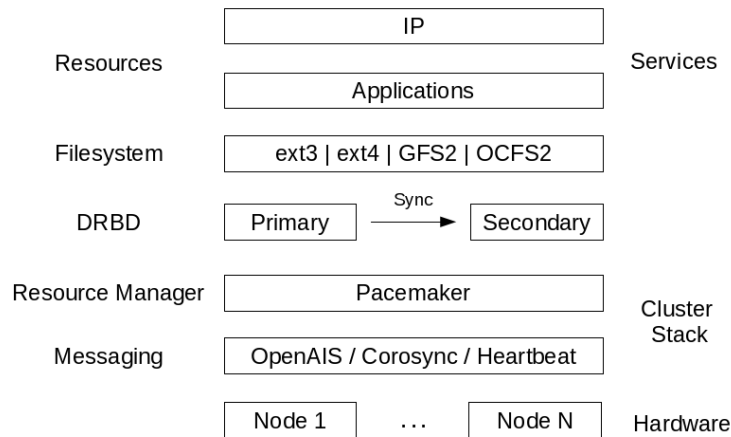 IP
Resources
Services
Applications
Filesystem
ext3 | ext4 | GFS2 | OCFS2
DRBD
Primary
Sync
Secondary
Resource Manager
Pacemaker
Cluster
Stack
Messaging
OpenAIS / Corosync / Heartbeat
Node 1
...
Node N
Hardware